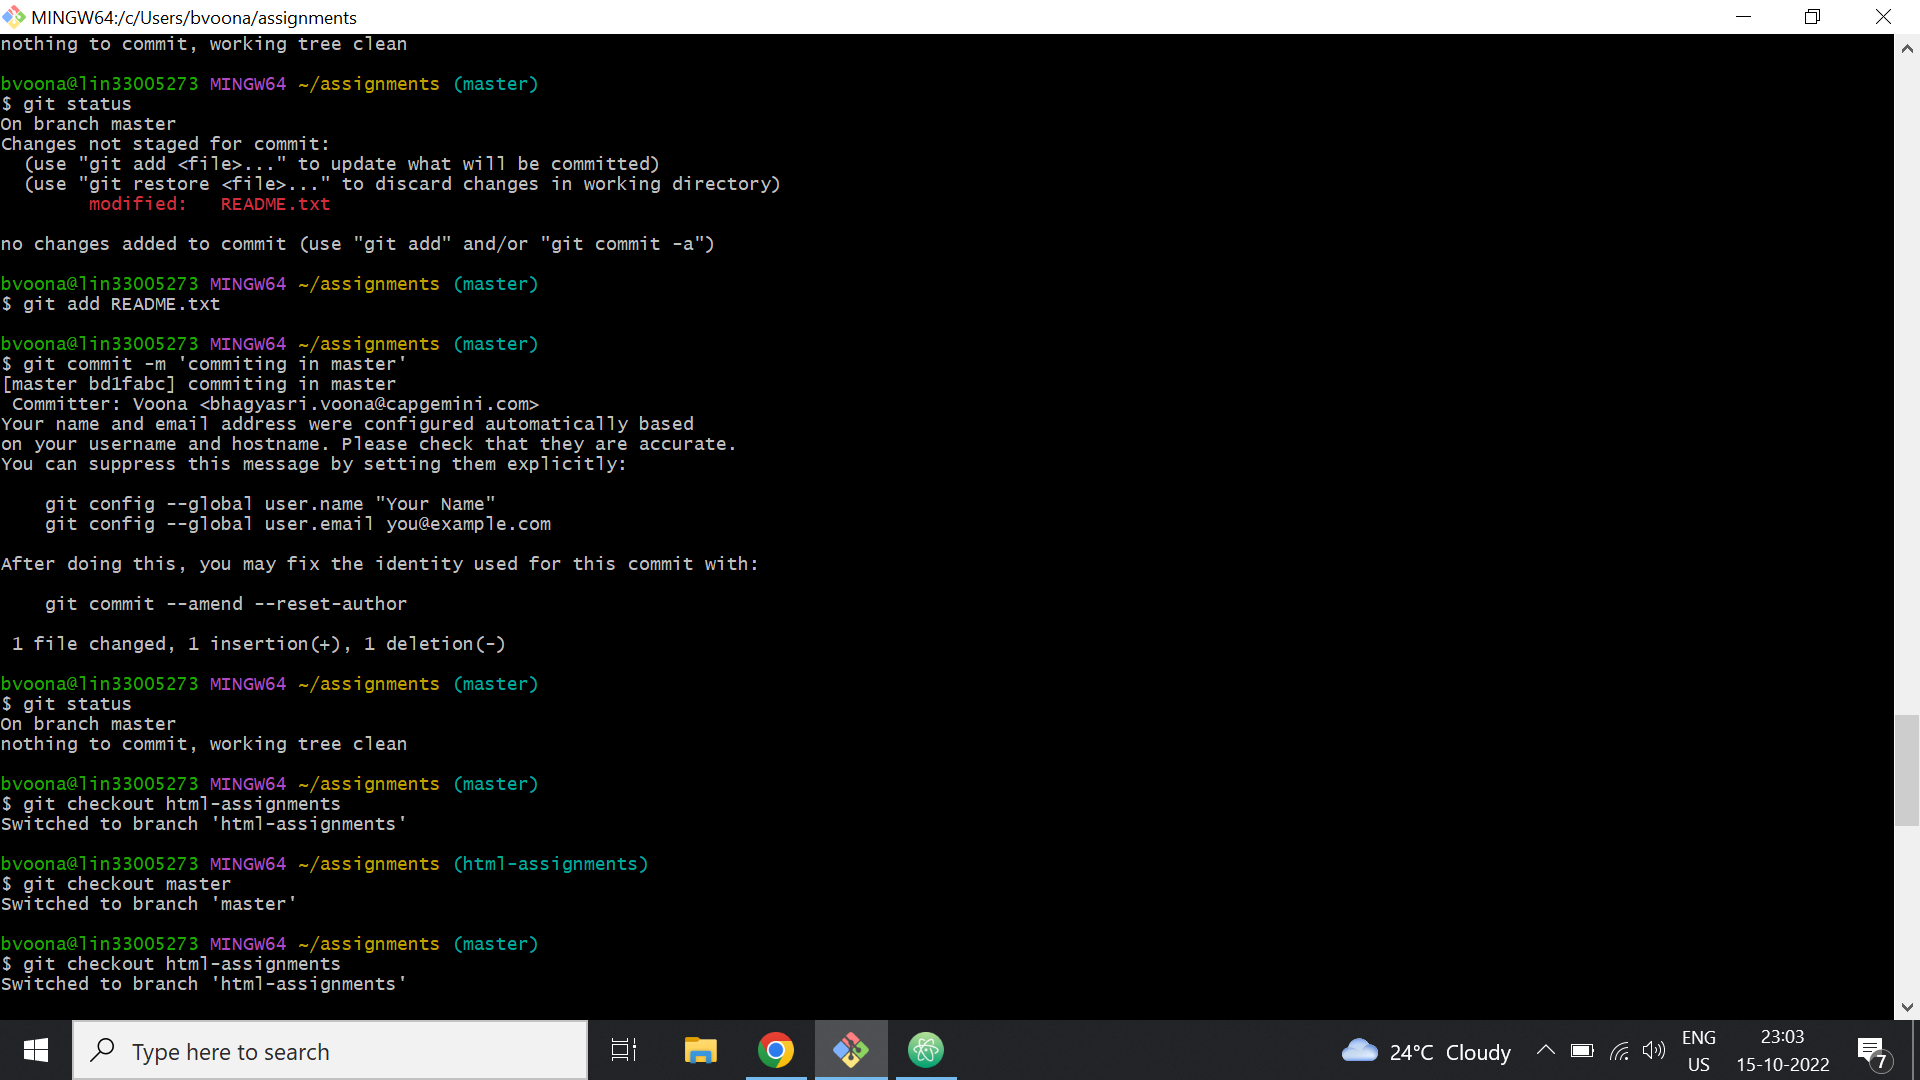 MINGW64:/c/Users/bvoona/assignments
nothing to commit, working tree clean
bvoona@lin33005273 MINGW64 ~/assignments (master)
$ git status
On branch master
Changes not staged for commit:
  (use "git add <file>..." to update what will be committed)
  (use "git restore <file>..." to discard changes in working directory)
        modified:   README.txt
no changes added to commit (use "git add" and/or "git commit -a")
bvoona@lin33005273 MINGW64 ~/assignments (master)
$ git add README.txt
bvoona@lin33005273 MINGW64 ~/assignments (master)
$ git commit -m 'commiting in master'
[master bd1fabc] commiting in master
 Committer: Voona <bhagyasri.voona@capgemini.com>
Your name and email address were configured automatically based
on your username and hostname. Please check that they are accurate.
You can suppress this message by setting them explicitly:
    git config --global user.name "Your Name"
    git config --global user.email you@example.com
After doing this, you may fix the identity used for this commit with:
    git commit --amend --reset-author
 1 file changed, 1 insertion(+), 1 deletion(-)
bvoona@lin33005273 MINGW64 ~/assignments (master)
$ git status
On branch master
nothing to commit, working tree clean
bvoona@lin33005273 MINGW64 ~/assignments (master)
$ git checkout html-assignments
Switched to branch 'html-assignments'
bvoona@lin33005273 MINGW64 ~/assignments (html-assignments)
$ git checkout master
Switched to branch 'master'
bvoona@lin33005273 MINGW64 ~/assignments (master)
$ git checkout html-assignments
Switched to branch 'html-assignments'
Type here to search
24°C Cloudy
ENG
US
23:03
15-10-2022
7